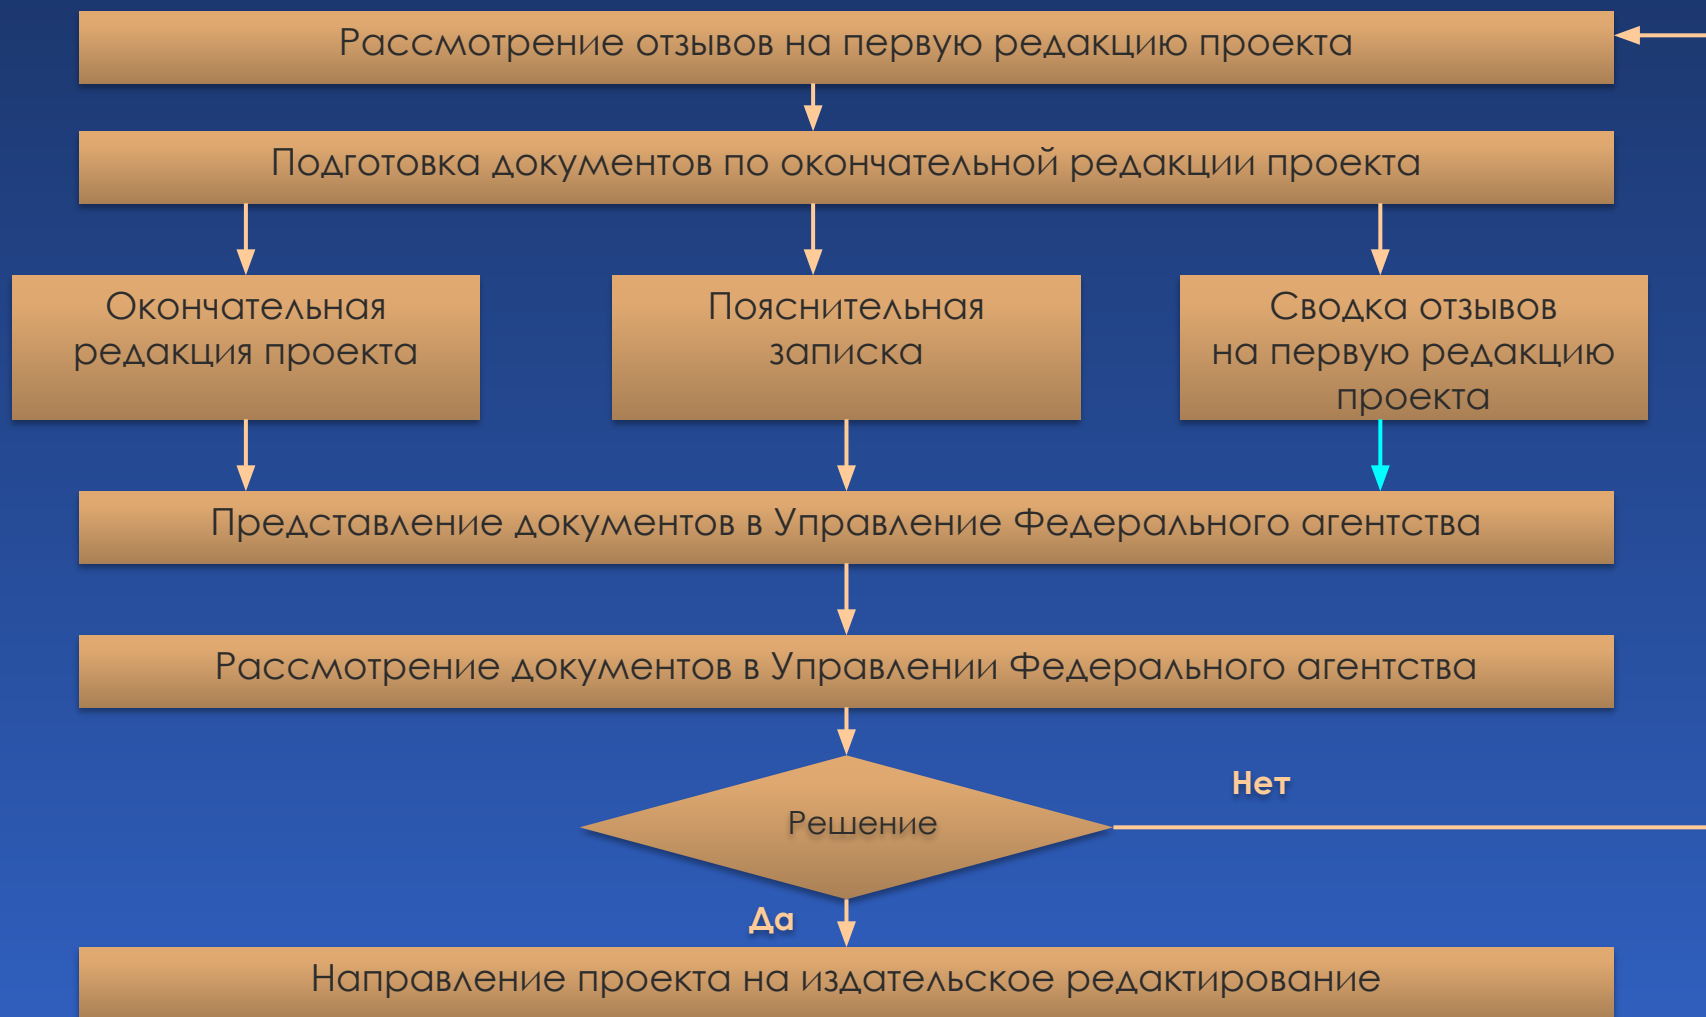 Рассмотрение отзывов на первую редакцию проекта
Подготовка документов по окончательной редакции проекта
Окончательная
редакция проекта
Пояснительная
записка
Сводка отзывов
на первую редакцию
проекта
Представление документов в Управление Федерального агентства
Рассмотрение документов в Управлении Федерального агентства
Решение
Нет
Да
Направление проекта на издательское редактирование